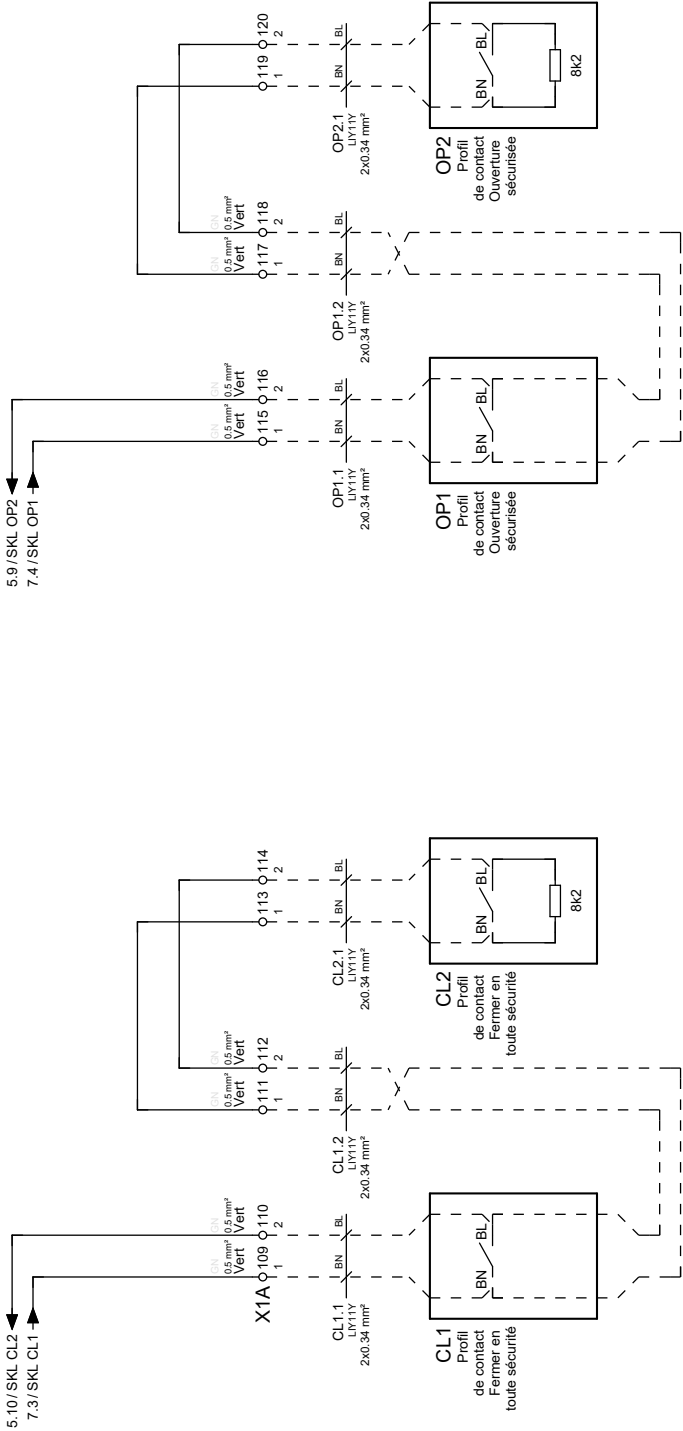 5.10 / SKL CL2
7.3 / SKL CL1
GN
0.5 mm²
Vert
GN
0.5 mm²
Vert
X1A
109
1
110
2
BN
BL
CL1.1
LIY11Y
2x0.34 mm²
CL1
Profil
de contact
Fermer en
toute sécurité
BN
BL
GN
0.5 mm²
Vert
GN
0.5 mm²
Vert
111
1
112
2
BN
BL
CL1.2
LIY11Y
2x0.34 mm²
113
1
114
2
BN
BL
CL2.1
LIY11Y
2x0.34 mm²
CL2
Profil
de contact
Fermer en
toute sécurité
BN
BL
8k2
5.9 / SKL OP2
7.4 / SKL OP1
GN
0.5 mm²
Vert
GN
0.5 mm²
Vert
115
1
116
2
BN
BL
OP1.1
LIY11Y
2x0.34 mm²
OP1
Profil
de contact
Ouverture
sécurisée
BN
BL
GN
0.5 mm²
Vert
GN
0.5 mm²
Vert
117
1
118
2
BN
BL
OP1.2
LIY11Y
2x0.34 mm²
119
1
120
2
BN
BL
OP2.1
LIY11Y
2x0.34 mm²
OP2
Profil
de contact
Ouverture
sécurisée
BN
BL
8k2